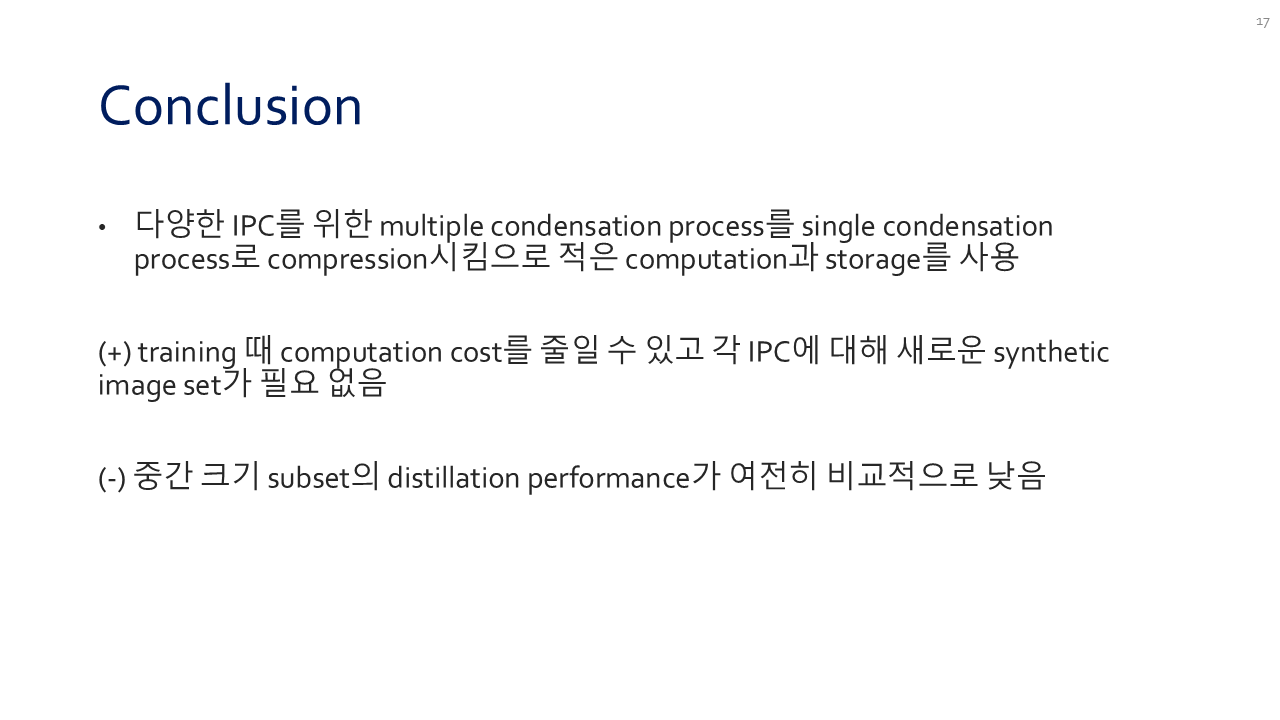 17
Conclusion
• 다양한 IPC를 위한 multiple condensation process를 single condensation
process로 compression시킴으로 적은 computation과 storage를 사용
(+) training 때 computation cost를 줄일 수 있고 각 IPC에 대해 새로운 synthetic
image set가 필요 없음
(-) 중간 크기 subset의 distillation performance가 여전히 비교적으로 낮음